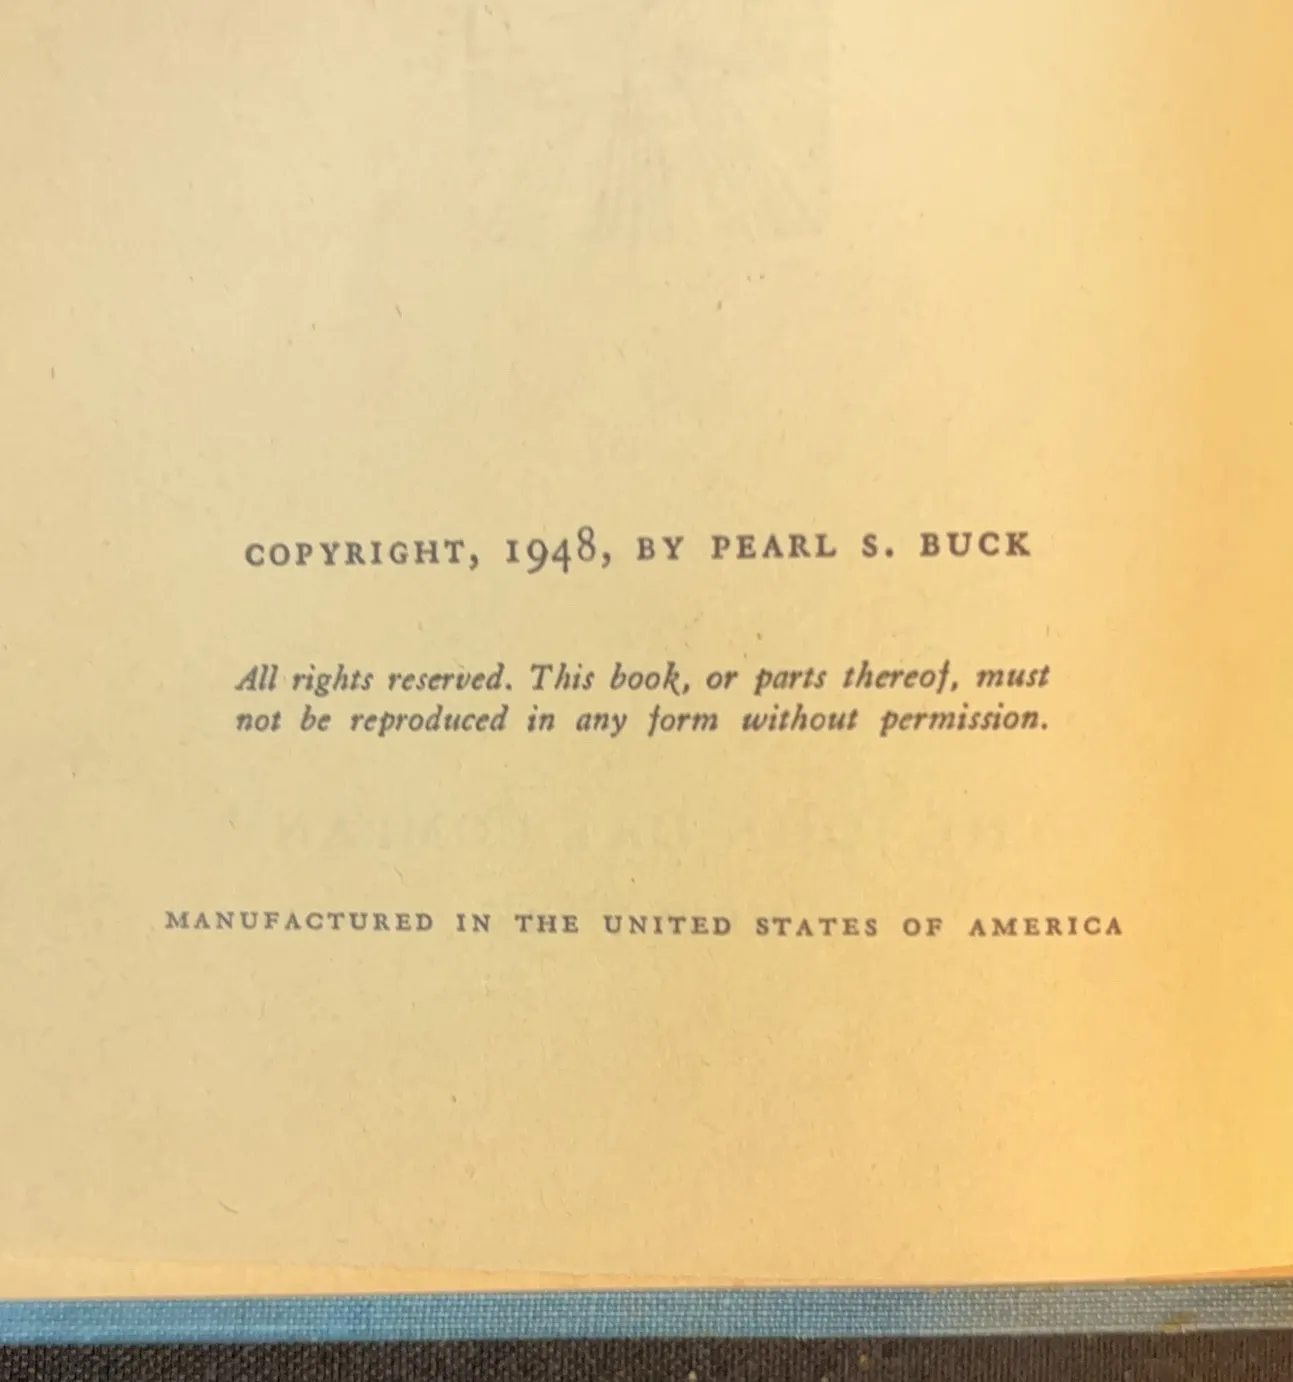 COPYRIGHT, 1948, BY PEARL S. BUCK
All rights reserved. This book, or parts thereof, must
not be reproduced in any form without permission.
MANUFACTURED IN THE UNITED STATES OF AMERICA